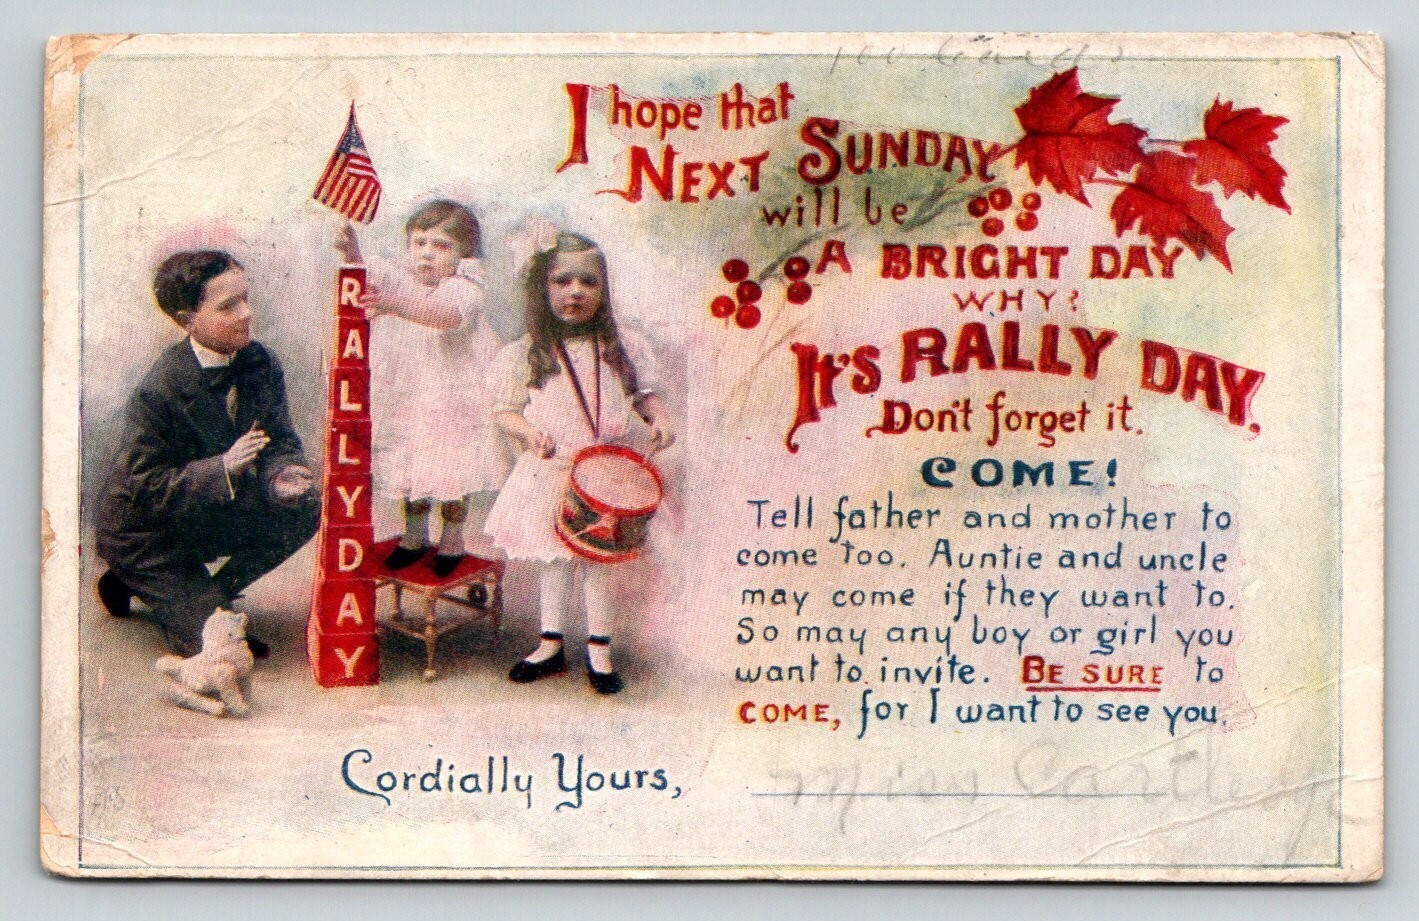 I hope that
NEXT SUNDAY
will be
A BRIGHT DAY
WHY?
IT'S RALLY DAY.
Don't forget it.
COME!
Tell father and mother to
come too. Auntie and uncle
may come if they want to.
So may any boy or girl you
want to invite. BE SURE to
COME, for I want to see you.
Cordially Yours,
Miss Cartley
R
A
L
L
Y
D
A
Y